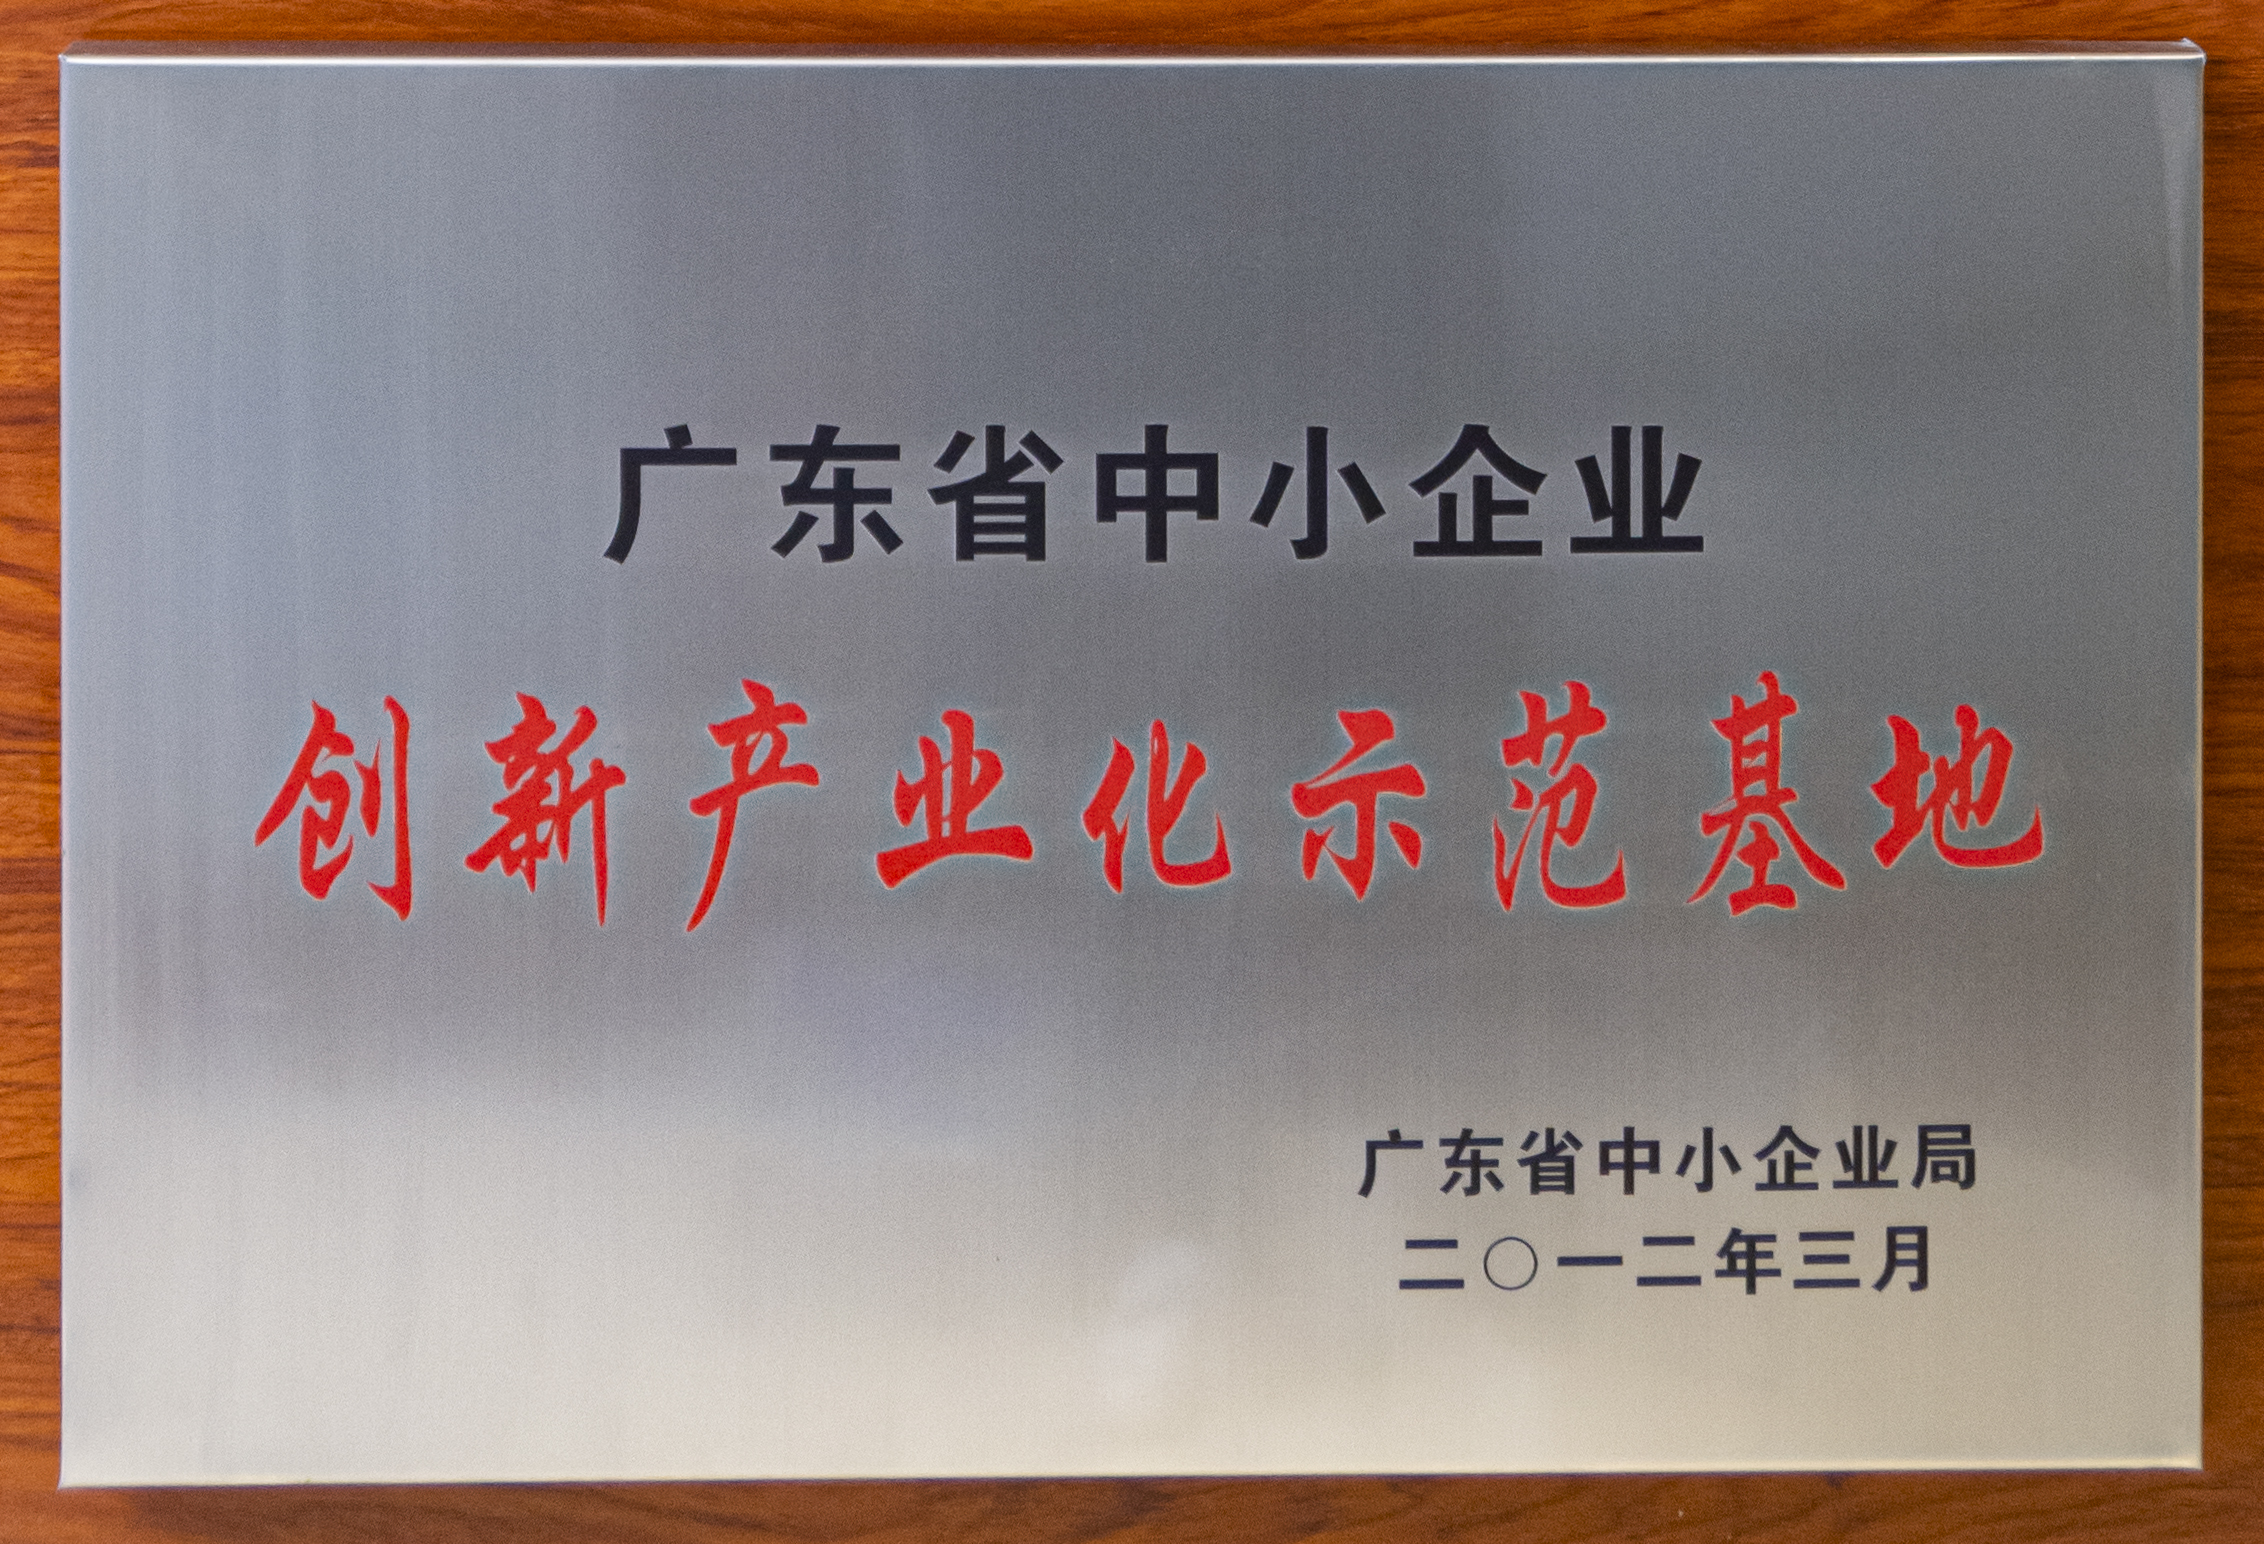 广东省中小企业
创新产业化示范基地
广东省中小企业局
二〇一二年三月